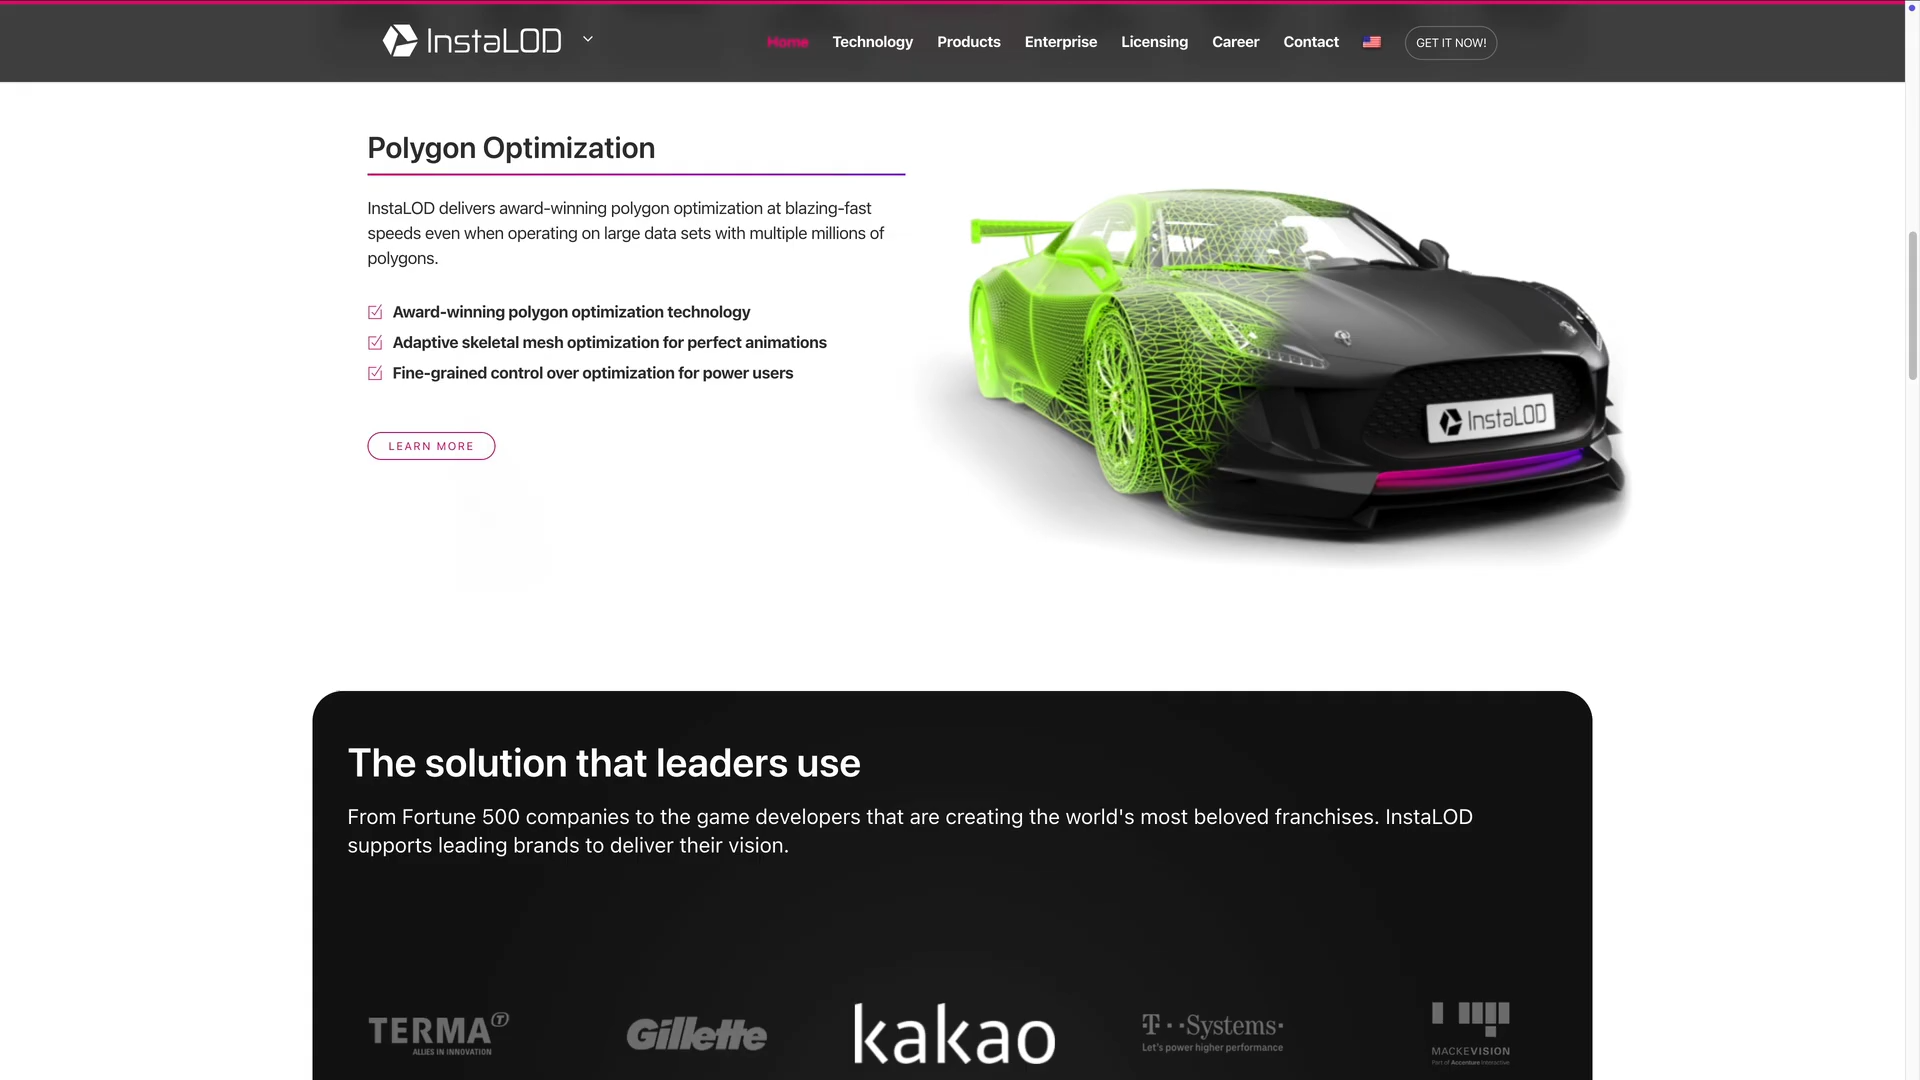 InstaLOD
Home
Technology
Products
Enterprise
Licensing
Career
Contact
GET IT NOW!
Polygon Optimization
InstaLOD delivers award-winning polygon optimization at blazing-fast
speeds even when operating on large data sets with multiple millions of
polygons.
Award-winning polygon optimization technology
Adaptive skeletal mesh optimization for perfect animations
Fine-grained control over optimization for power users
LEARN MORE
InstaLOD
The solution that leaders use
From Fortune 500 companies to the game developers that are creating the world's most beloved franchises. InstaLOD
supports leading brands to deliver their vision.
TERMA T
ALLIES IN INNOVATION
Gillette
kakao
T··Systems·
Let's power higher performance
MACKEVISION
Part of Accenture Interactive